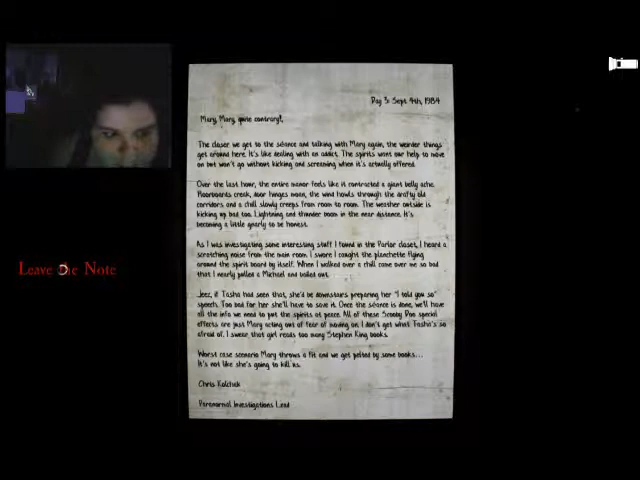 Day 3: Sept 4th, 1984
Mary, Mary, quite contrary!,
The closer we get to the séance and talking with Mary again, the weirder things
get around here. It's like dealing with an addict. The spirits want our help to move
on but won't go without kicking and screaming when it's actually offered.
Over the last hour, the entire manor feels like it contracted a giant belly ache.
Floorboards creak, door hinges moan, the wind howls through the drafty old
corridors and a chill slowly creeps from room to room. The weather outside is
kicking up bad too. Lightning and thunder boom in the near distance. It's
becoming a little gnarly to be honest.
As I was investigating some interesting stuff I found in the Parlor closet, I heard a
scratching noise from the main room. I swore I caught the planchette flying
around the spirit board by itself. When I walked over a chill came over me so bad
that I nearly pulled a Michael and bailed out.
Leave The Note
Jeez, if Tasha had seen that, she'd be downstairs preparing her "I told you so"
speech. Too bad for her she'll have to save it. Once the séance is done, we'll have
all the info we need to put the spirits at peace. All of these Scooby Doo special
effects are just Mary acting out of fear of moving on. I don't get what Tasha's so
afraid of. I swear that girl reads too many Stephen King books.
Worst case scenario Mary throws a fit and we get pelted by some books...
It's not like she's going to kill us.
Chris Kalchek
Paranormal Investigations Lead